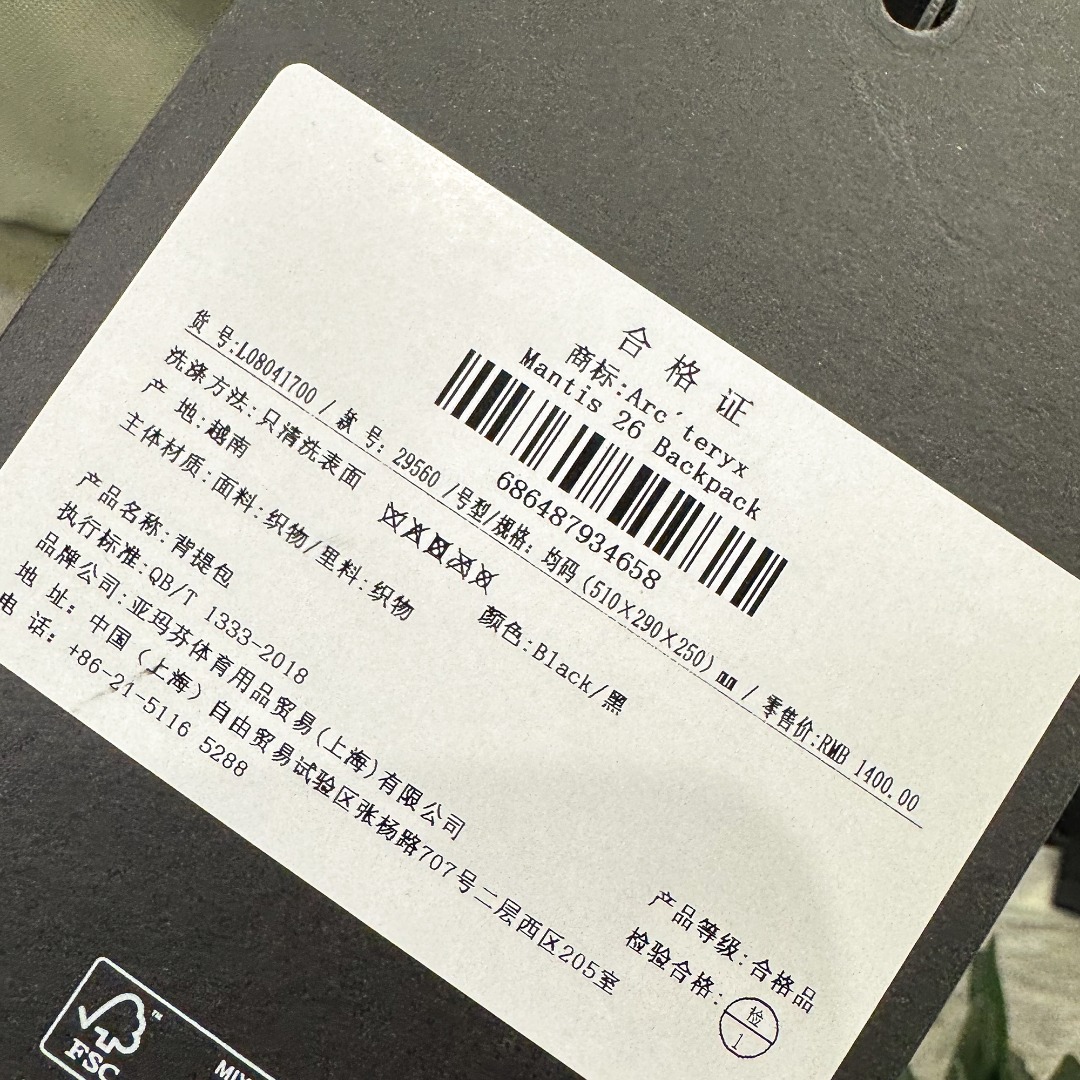 合格证
商标:Arc'teryx
Mantis 26 Backpack
686487934658
货 号:L08041700 / 款 号: 29560 /号型/规格: 均码 (510×290×250) mm / 零售价:RMB 1400.00
洗涤方法:只清洗表面
产 地:越南 颜色:Black/黑
主体材质:面料:织物/里料:织物
产品名称:背提包
执行标准:QB/T 1333-2018
品牌公司:亚玛芬体育用品贸易(上海)有限公司
地 址: 中国（上海）自由贸易试验区张杨路707号二层西区205室
电 话: +86-21-5116 5288
产品等级:合格品
检验合格: 检 1
FSC™